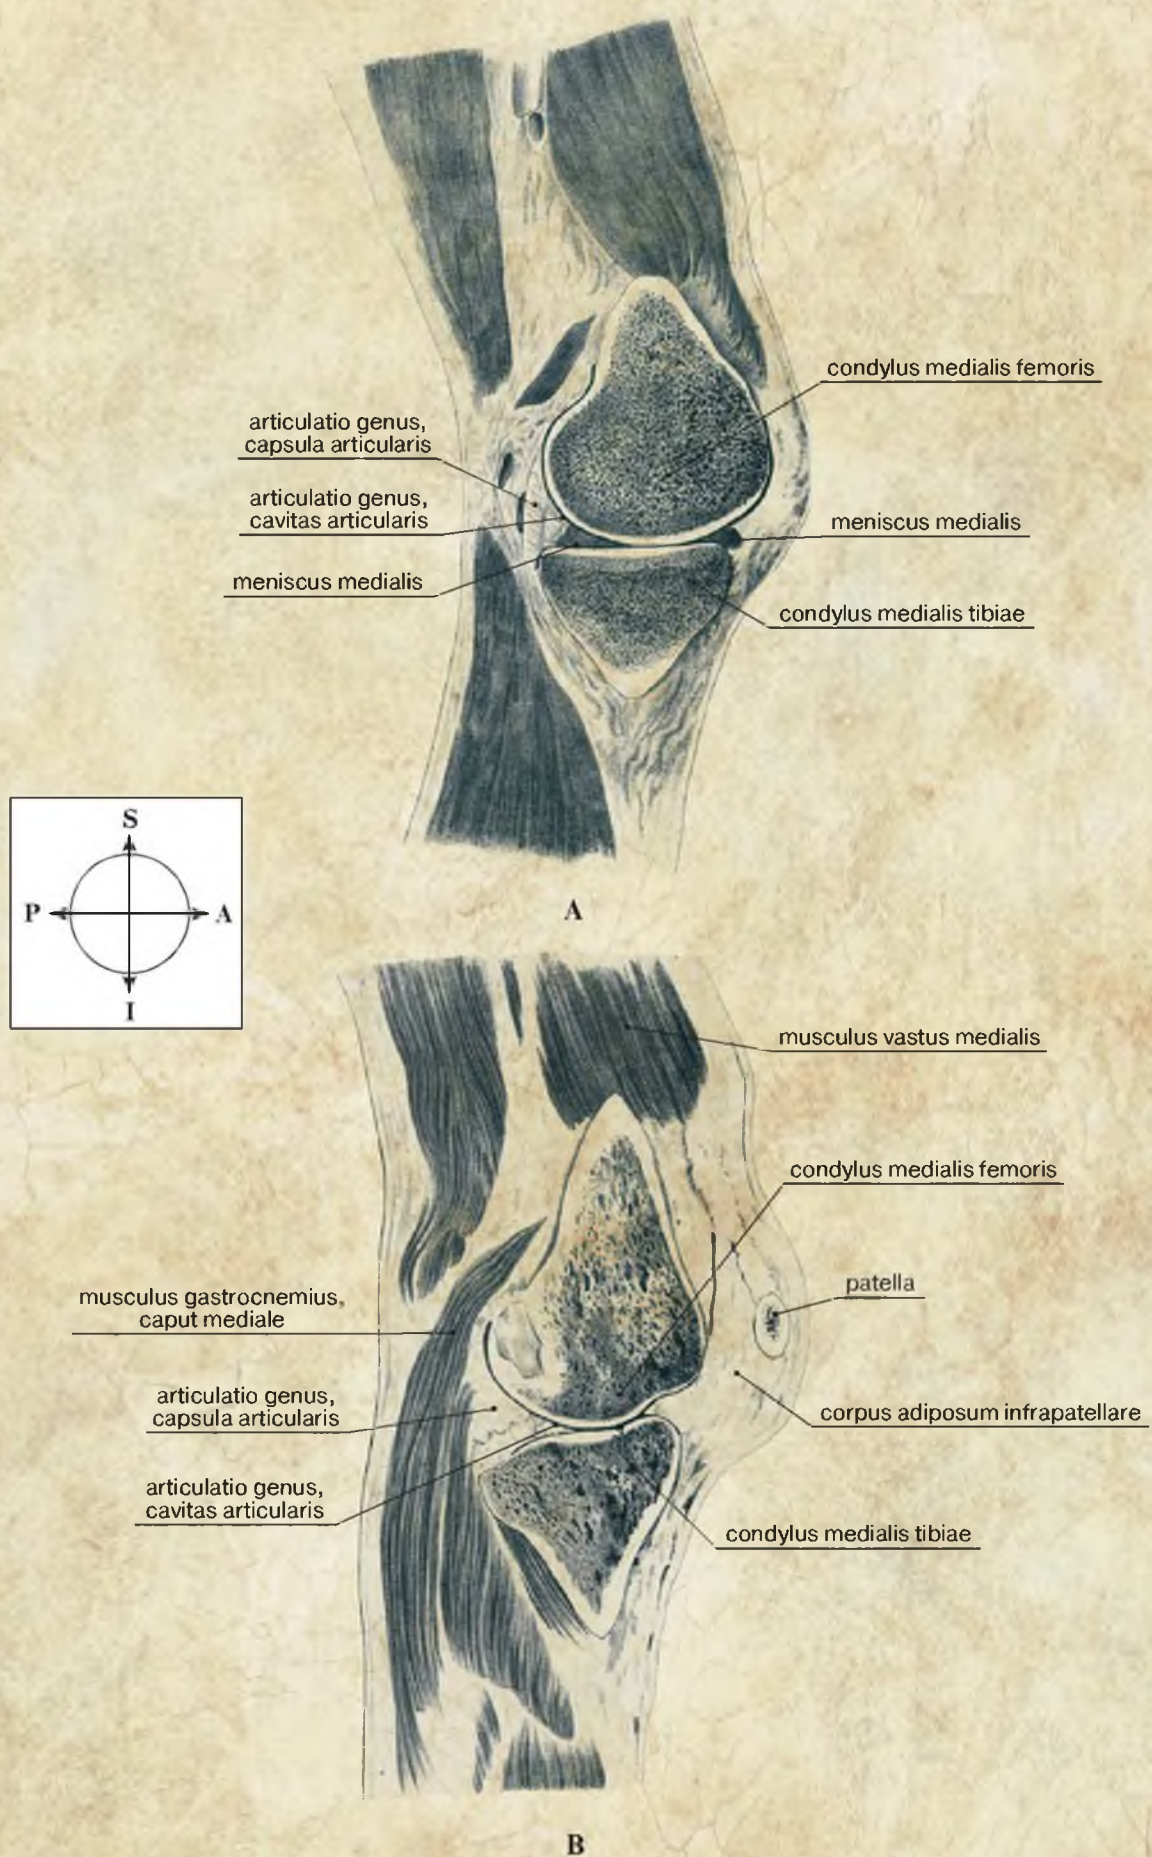 condylus medialis femoris
articulatio genus,
capsula articularis
articulatio genus,
cavitas articularis
meniscus medialis
meniscus medialis
condylus medialis tibiae
S
P
A
I
A
musculus vastus medialis
condylus medialis femoris
patella
musculus gastrocnemius,
caput mediale
articulatio genus,
capsula articularis
corpus adiposum infrapatellare
articulatio genus,
cavitas articularis
condylus medialis tibiae
B